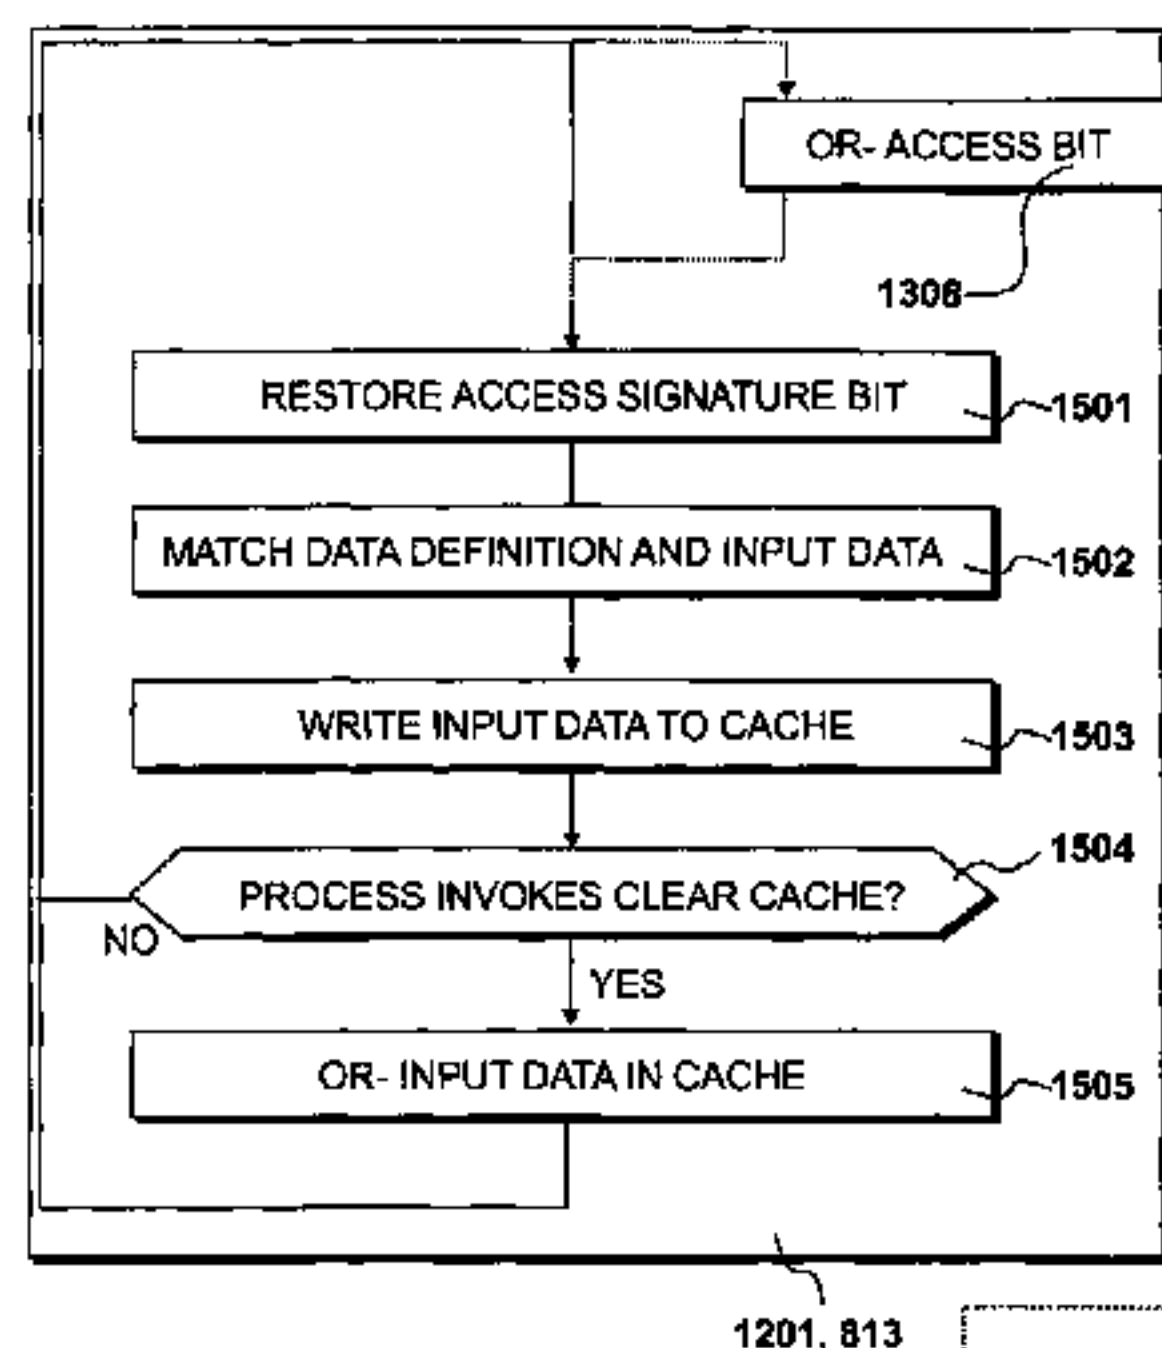 OR- ACCESS BIT
1306
RESTORE ACCESS SIGNATURE BIT
1501
MATCH DATA DEFINITION AND INPUT DATA
1502
WRITE INPUT DATA TO CACHE
1503
1504
PROCESS INVOKES CLEAR CACHE?
NO
YES
OR- INPUT DATA IN CACHE
1505
1201, 813